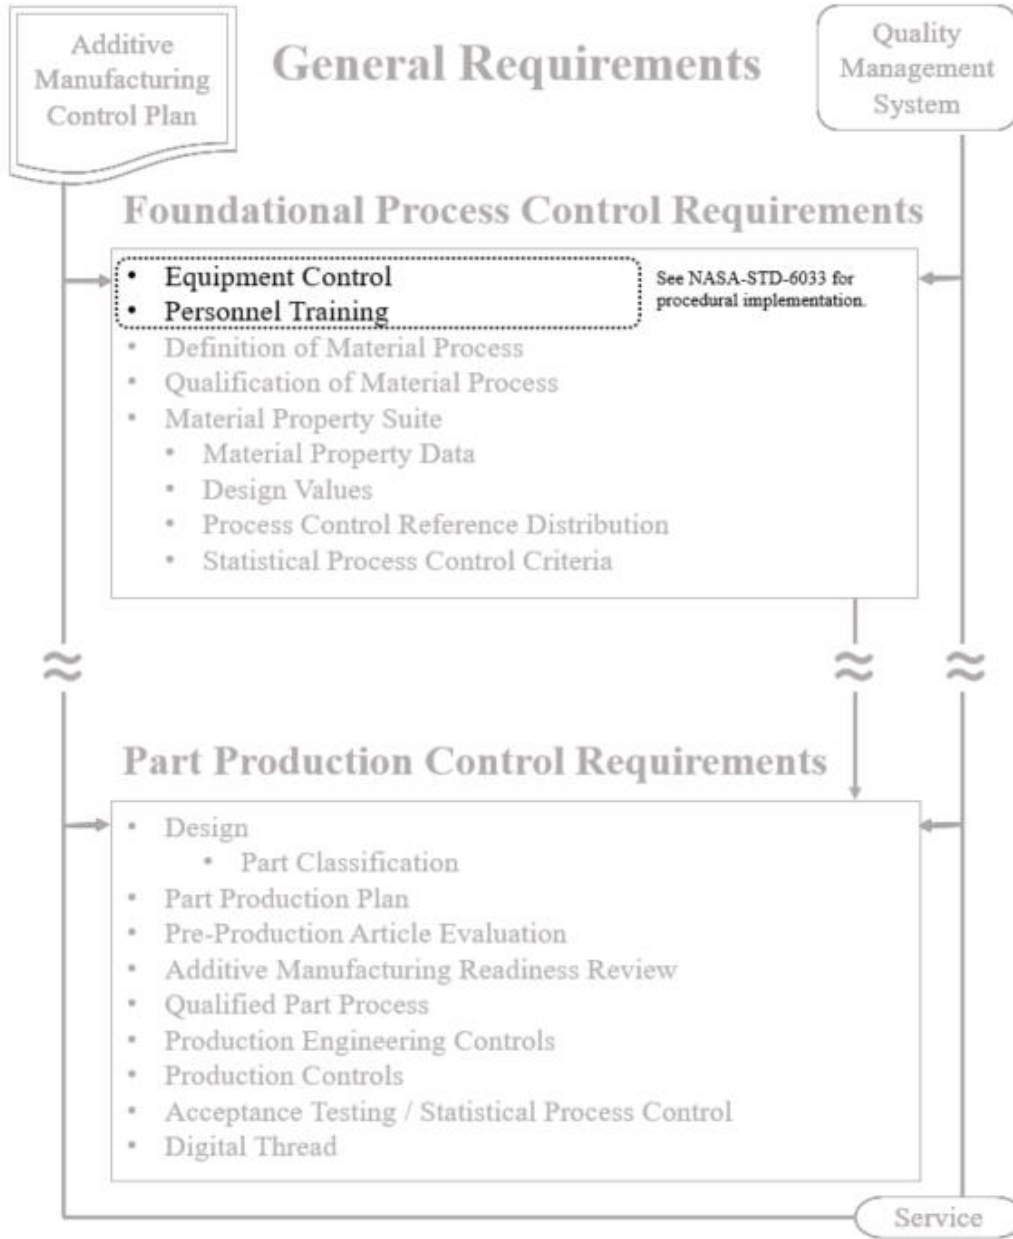 Additive
Manufacturing
Control Plan
General Requirements
Quality
Management
System
Foundational Process Control Requirements
• Equipment Control
• Personnel Training
See NASA-STD-6033 for
procedural implementation.
• Definition of Material Process
• Qualification of Material Process
• Material Property Suite
• Material Property Data
• Design Values
• Process Control Reference Distribution
• Statistical Process Control Criteria
Part Production Control Requirements
• Design
• Part Classification
• Part Production Plan
• Pre-Production Article Evaluation
• Additive Manufacturing Readiness Review
• Qualified Part Process
• Production Engineering Controls
• Production Controls
• Acceptance Testing / Statistical Process Control
• Digital Thread
Service